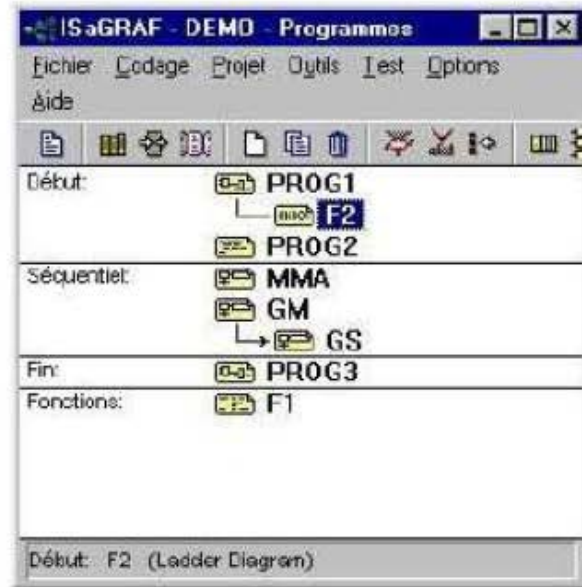 ISaGRAF - DEMO - Programmes
Fichier Codage Projet Outils Test Options
Aide
Début: PROG1
F2
PROG2
Séquentiel: MMA
GM
GS
Fin: PROG3
Fonctions: F1
Début: F2 (Ladder Diagram)